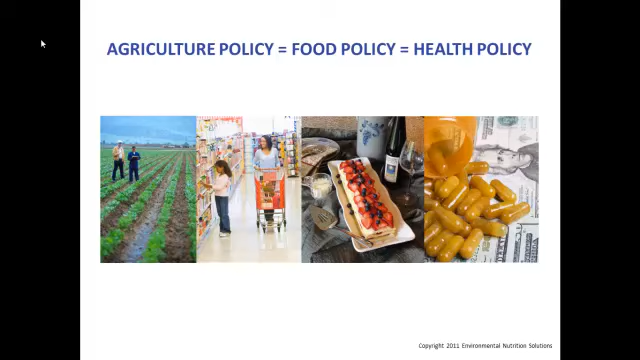 AGRICULTURE POLICY = FOOD POLICY = HEALTH POLICY
Copyright 2011 Environmental Nutrition Solutions